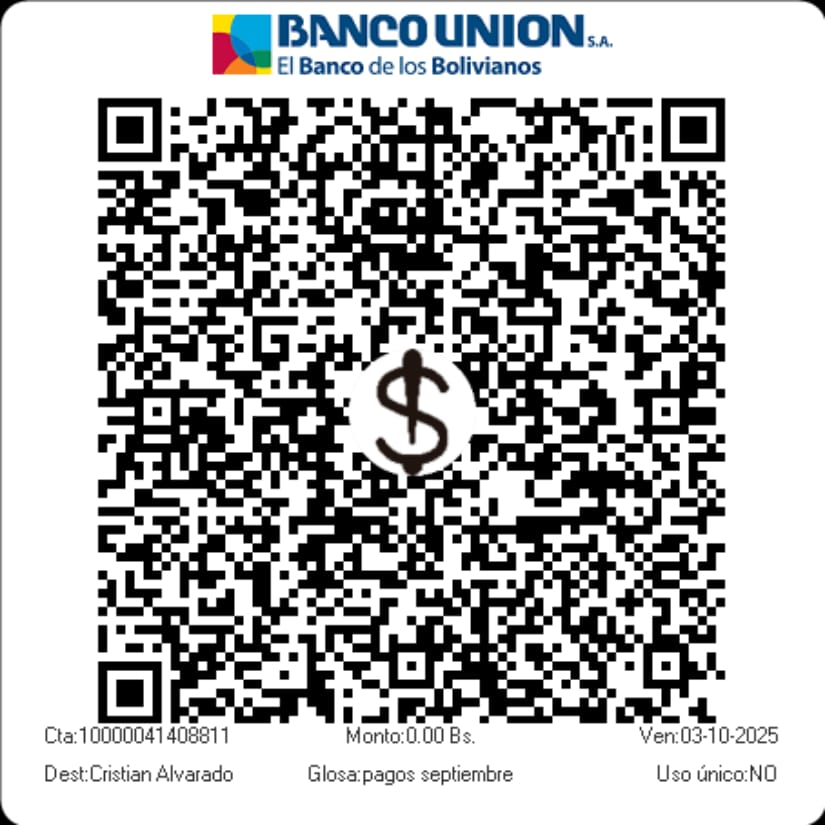 BANCO UNION S.A.
El Banco de los Bolivianos
$
Cta:10000041408811 Monto:0.00 Bs. Ven:03-10-2025
Dest:Cristian Alvarado Glosa:pagos septiembre Uso único:NO